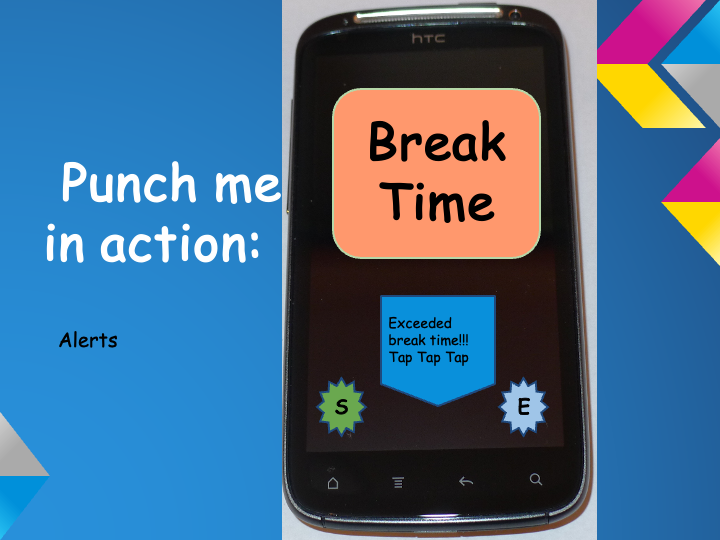 Punch me
in action:
Alerts
hTC
Break
Time
Exceeded
break time!!!
Tap Tap Tap
S
E